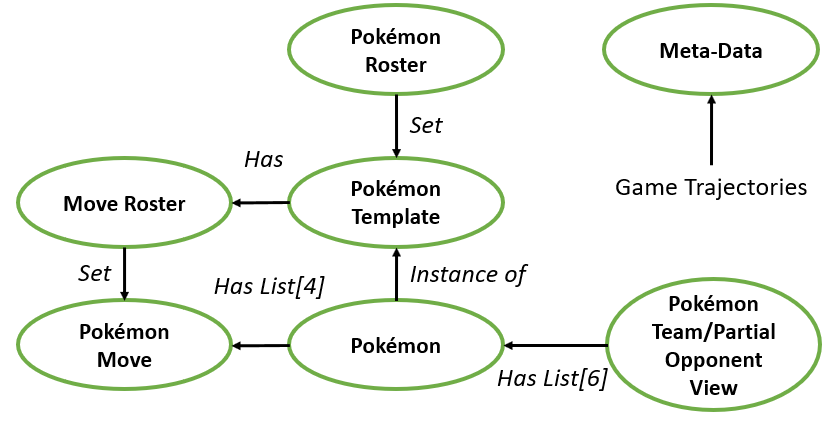 Pokémon
Roster
Meta-Data
Set
Has
Game Trajectories
Move Roster
Pokémon
Template
Set
Has List[4]
Instance of
Pokémon
Move
Pokémon
Pokémon
Team/Partial
Opponent
View
Has List[6]